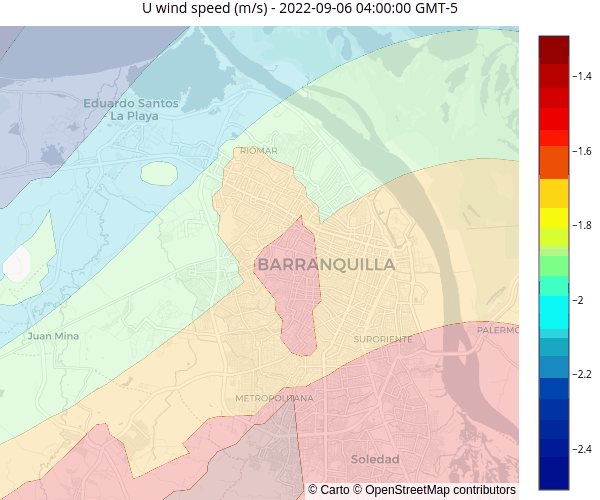 U wind speed (m/s) - 2022-09-06 04:00:00 GMT-5
Eduardo Santos
La Playa
RIOMAR
BARRANQUILLA
Juan Mina
SURORIENTE
PALERMO
METROPOLITANA
Soledad
© Carto © OpenStreetMap contributors
−1.4
−1.6
−1.8
−2
−2.2
−2.4